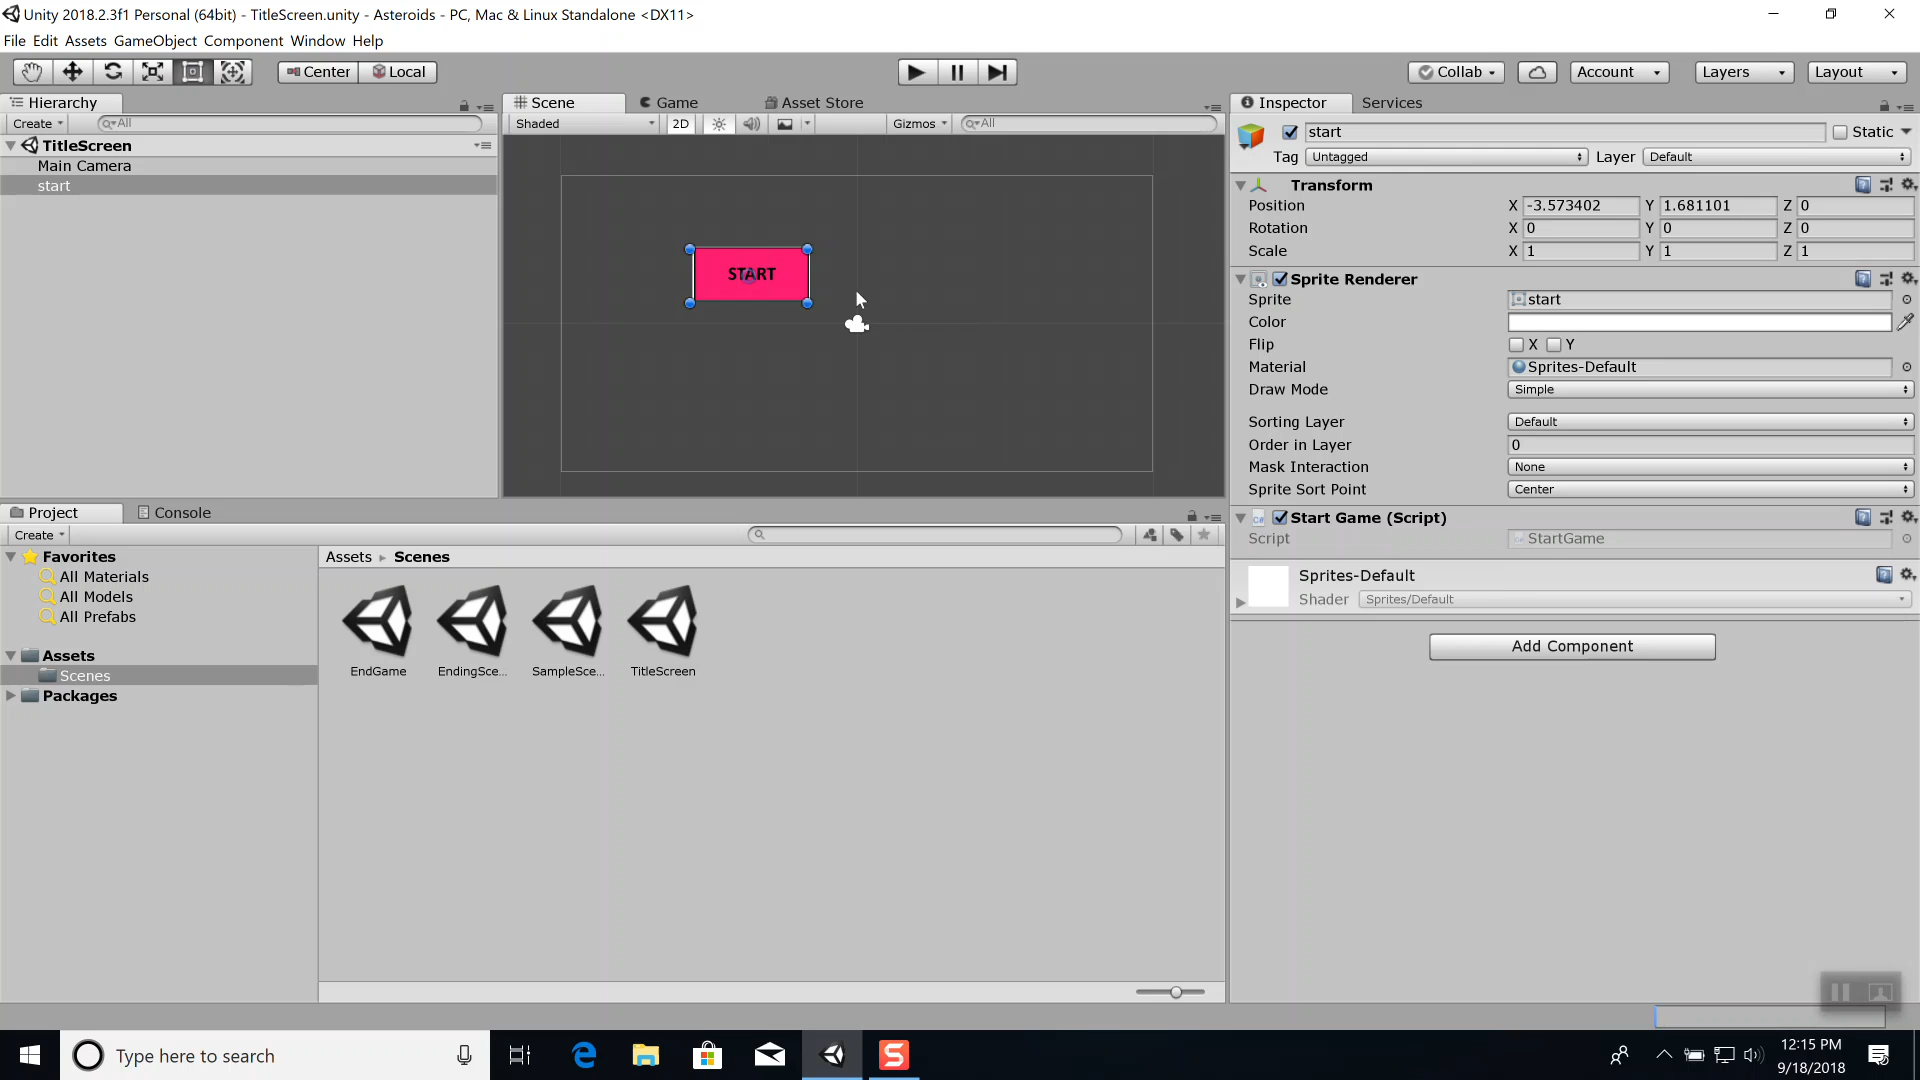 Unity 2018.2.3f1 Personal (64bit) - TitleScreen.unity - Asteroids - PC, Mac & Linux Standalone <DX11>
File Edit Assets GameObject Component Window Help
Center Local Collab Account Layers Layout
Hierarchy
Create All
TitleScreen
Main Camera
start
Scene Game Asset Store
Shaded 2D Gizmos All
START
Inspector Services
start Static
Tag Untagged Layer Default
Transform
Position X -3.573402 Y 1.681101 Z 0
Rotation X 0 Y 0 Z 0
Scale X 1 Y 1 Z 1
Sprite Renderer
Sprite start
Color
Flip X Y
Material Sprites-Default
Draw Mode Simple
Sorting Layer Default
Order in Layer 0
Mask Interaction None
Sprite Sort Point Center
Start Game (Script)
Script StartGame
Sprites-Default
Shader Sprites/Default
Add Component
Project Console
Create
Favorites
All Materials
All Models
All Prefabs
Assets
Scenes
Packages
Assets Scenes
EndGame EndingSce... SampleSce... TitleScreen
Type here to search
12:15 PM
9/18/2018